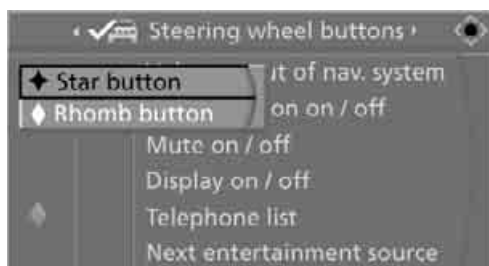 Steering wheel buttons
Star button
of nav. system
Rhomb button
on on / off
Mute on / off
Display on / off
Telephone list
Next entertainment source